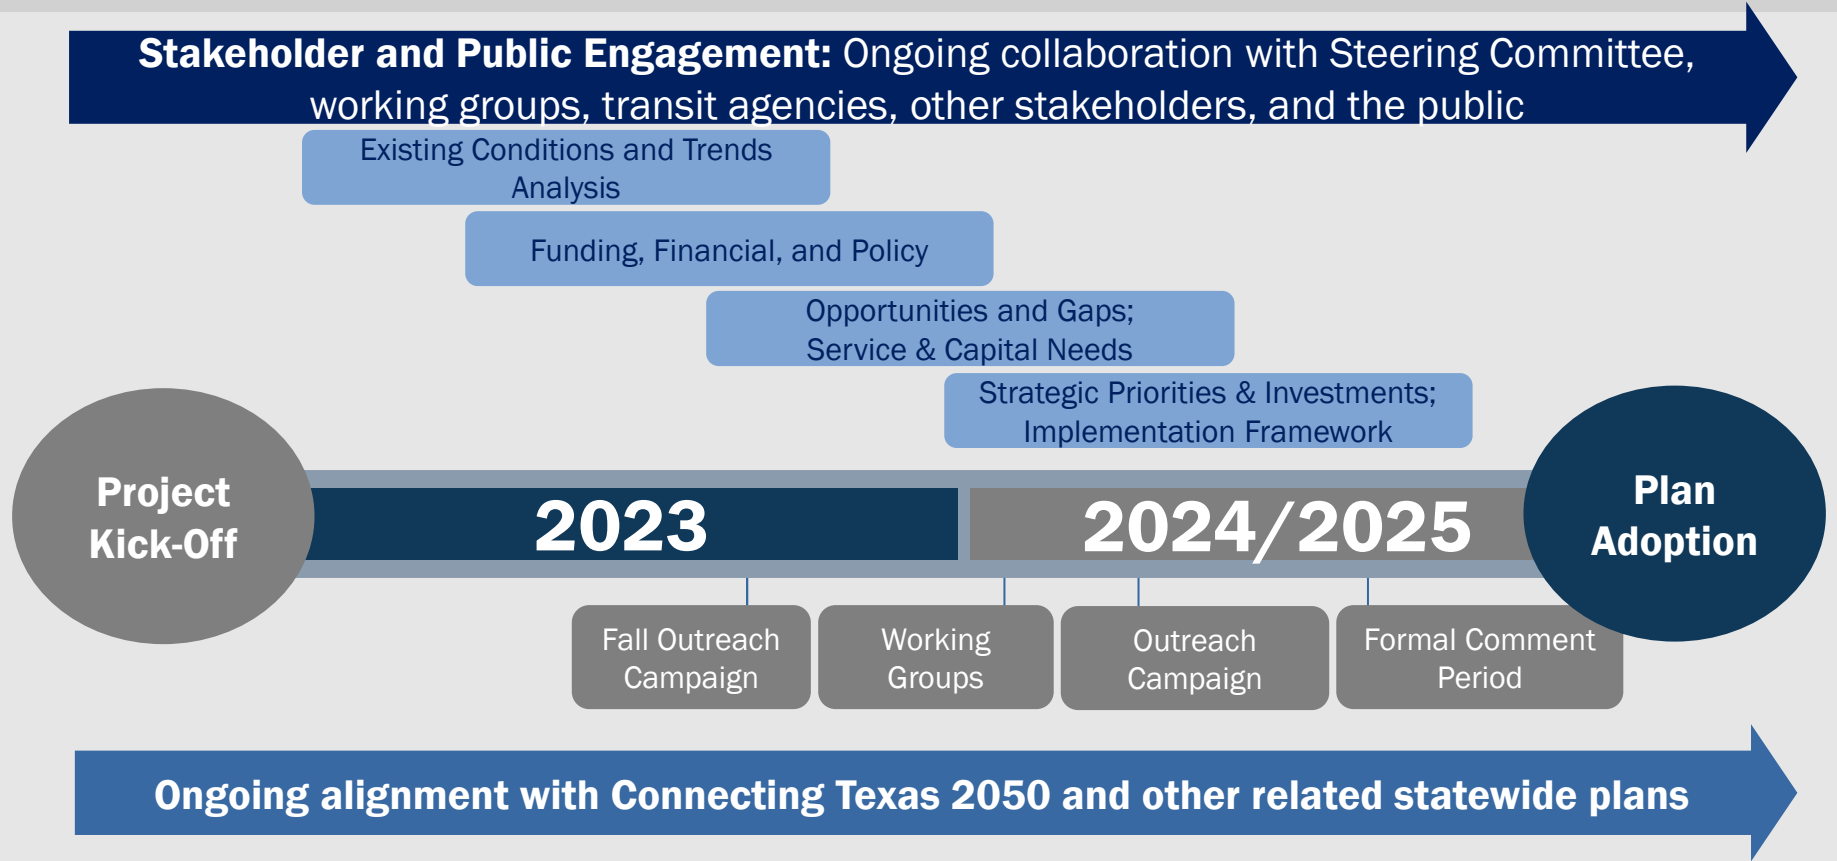 Stakeholder and Public Engagement: Ongoing collaboration with Steering Committee,
working groups, transit agencies, other stakeholders, and the public
Existing Conditions and Trends
Analysis
Funding, Financial, and Policy
Opportunities and Gaps;
Service & Capital Needs
Strategic Priorities & Investments;
Implementation Framework
Project
Kick-Off
2023
2024/2025
Plan
Adoption
Fall Outreach
Campaign
Working
Groups
Outreach
Campaign
Formal Comment
Period
Ongoing alignment with Connecting Texas 2050 and other related statewide plans